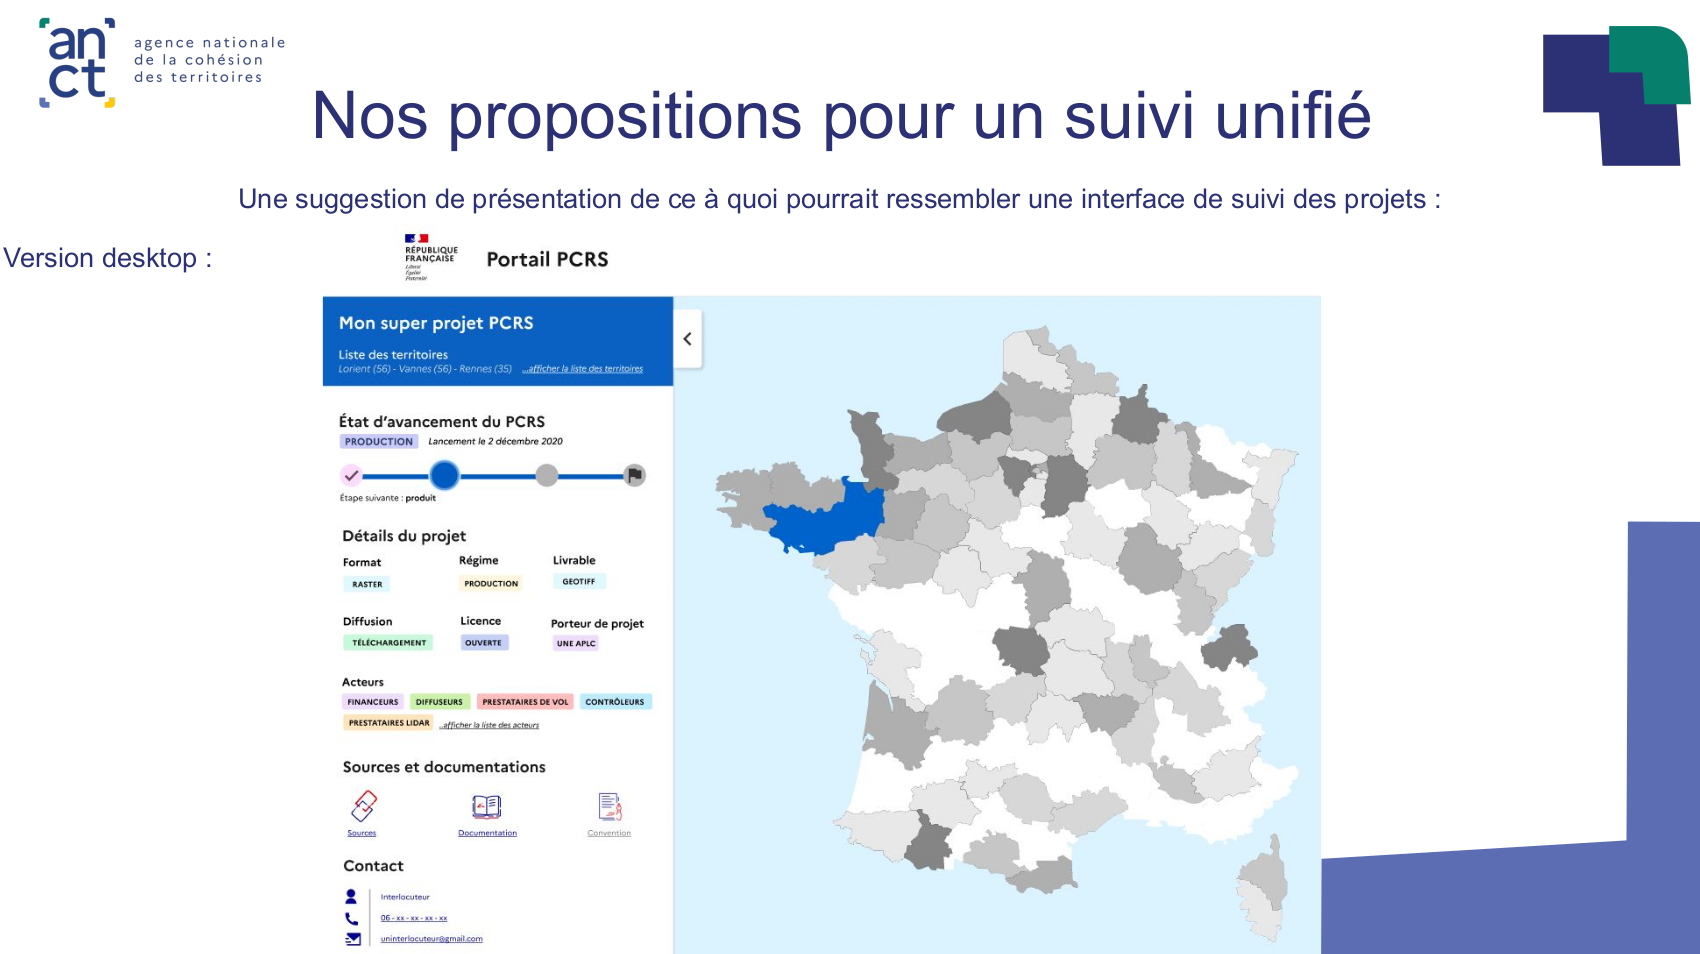 an
ct
agence nationale
de la cohésion
des territoires
Nos propositions pour un suivi unifié
Une suggestion de présentation de ce à quoi pourrait ressembler une interface de suivi des projets :
Version desktop :
RÉPUBLIQUE
FRANÇAISE
Liberté
Égalité
Fraternité
Portail PCRS
Mon super projet PCRS
Liste des territoires
Lorient (56) - Vannes (56) - Rennes (35) ...afficher la liste des territoires
État d'avancement du PCRS
PRODUCTION Lancement le 2 décembre 2020
Étape suivante : produit
Détails du projet
Format Régime Livrable
RASTER PRODUCTION GEOTIFF
Diffusion Licence Porteur de projet
TÉLÉCHARGEMENT OUVERTE UNE APLC
Acteurs
FINANCEURS DIFFUSEURS PRESTATAIRES DE VOL CONTRÔLEURS
PRESTATAIRES LIDAR ...afficher la liste des acteurs
Sources et documentations
Sources Documentation Convention
Contact
Interlocuteur
06 - xx - xx - xx - xx
uninterlocuteur@gmail.com